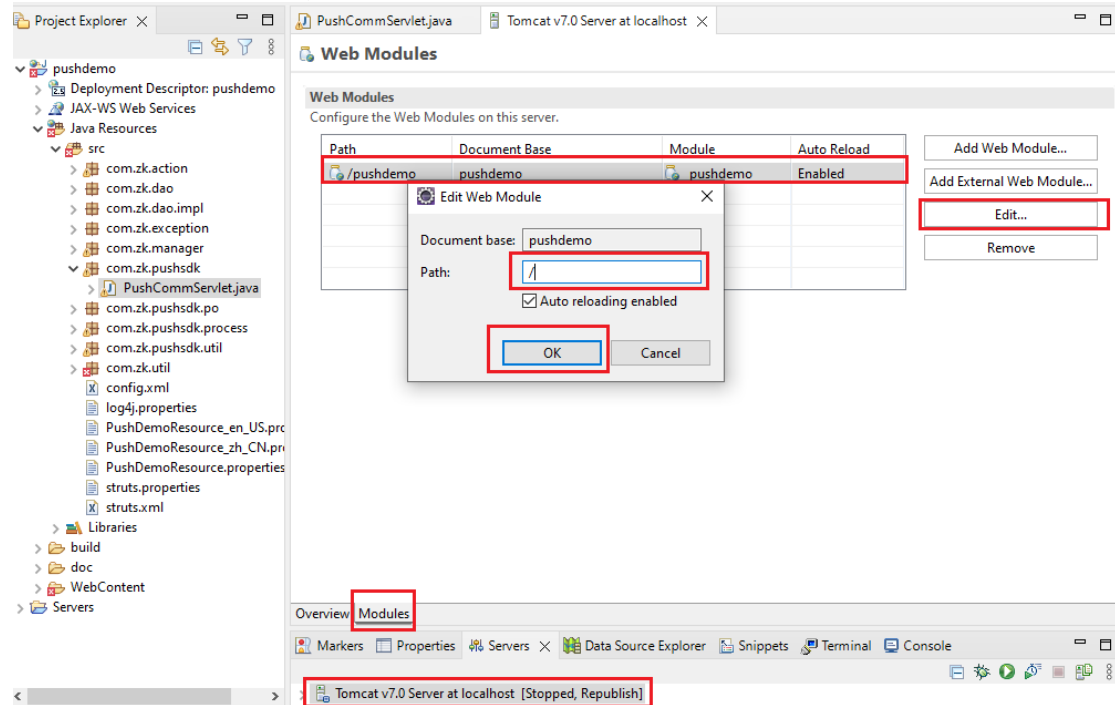 Project Explorer
pushdemo
Deployment Descriptor: pushdemo
JAX-WS Web Services
Java Resources
src
com.zk.action
com.zk.dao
com.zk.dao.impl
com.zk.exception
com.zk.manager
com.zk.pushsdk
PushCommServlet.java
com.zk.pushsdk.po
com.zk.pushsdk.process
com.zk.pushsdk.util
com.zk.util
config.xml
log4j.properties
PushDemoResource_en_US.pro
PushDemoResource_zh_CN.pro
PushDemoResource.properties
struts.properties
struts.xml
Libraries
build
doc
WebContent
Servers
PushCommServlet.java Tomcat v7.0 Server at localhost
Web Modules
Web Modules
Configure the Web Modules on this server.
Path Document Base Module Auto Reload
/pushdemo pushdemo pushdemo Enabled
Add Web Module...
Add External Web Module...
Edit...
Remove
Edit Web Module
Document base: pushdemo
Path: /
Auto reloading enabled
OK Cancel
Overview Modules
Markers Properties Servers Data Source Explorer Snippets Terminal Console
Tomcat v7.0 Server at localhost [Stopped, Republish]